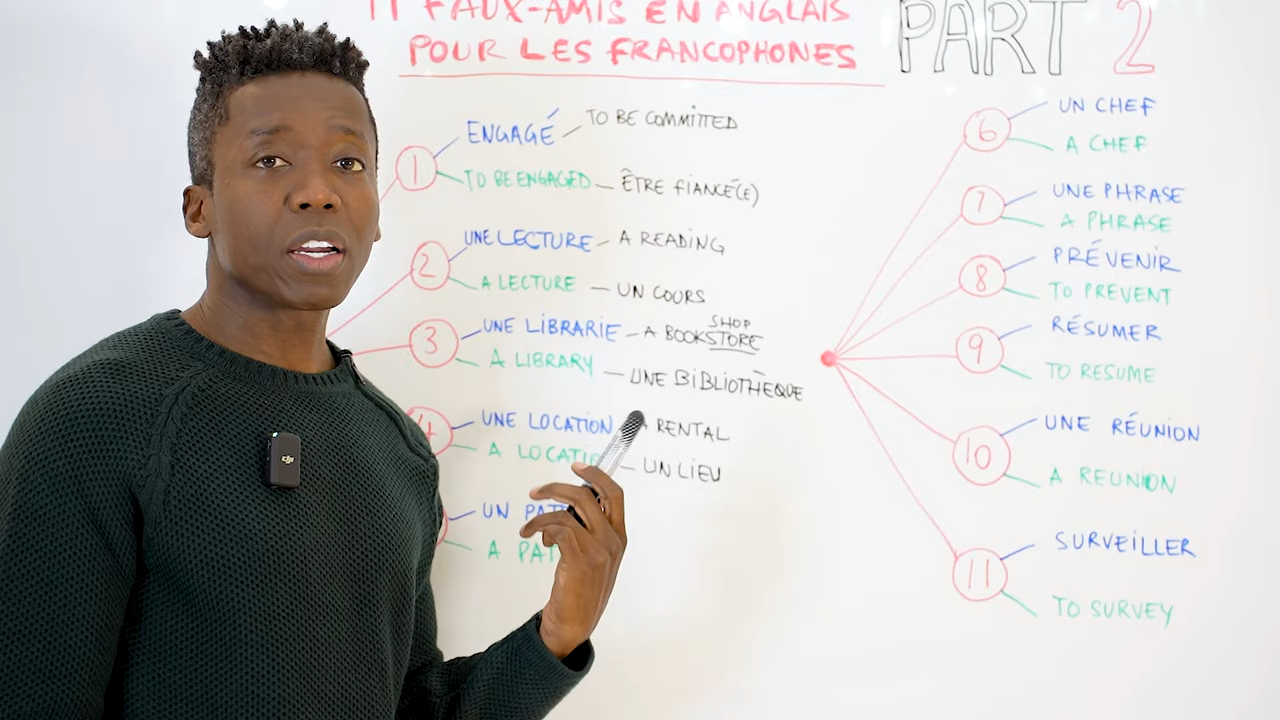 11 FAUX-AMIS EN ANGLAIS
POUR LES FRANCOPHONES
PART 2
1
ENGAGÉ
TO BE COMMITTED
TO BE ENGAGED
ÊTRE FIANCÉ(E)
2
UNE LECTURE
A READING
A LECTURE
UN COURS
3
UNE LIBRARIE
SHOP
A BOOKSTORE
A LIBRARY
UNE BIBLIOTHÈQUE
4
UNE LOCATION
A RENTAL
A
UN LIEU
UN
A
6
UN CHEF
A CHEF
7
UNE PHRASE
A PHRASE
8
PRÉVENIR
TO PREVENT
9
RÉSUMER
TO RESUME
10
UNE RÉUNION
A REUNION
11
SURVEILLER
TO SURVEY
dji